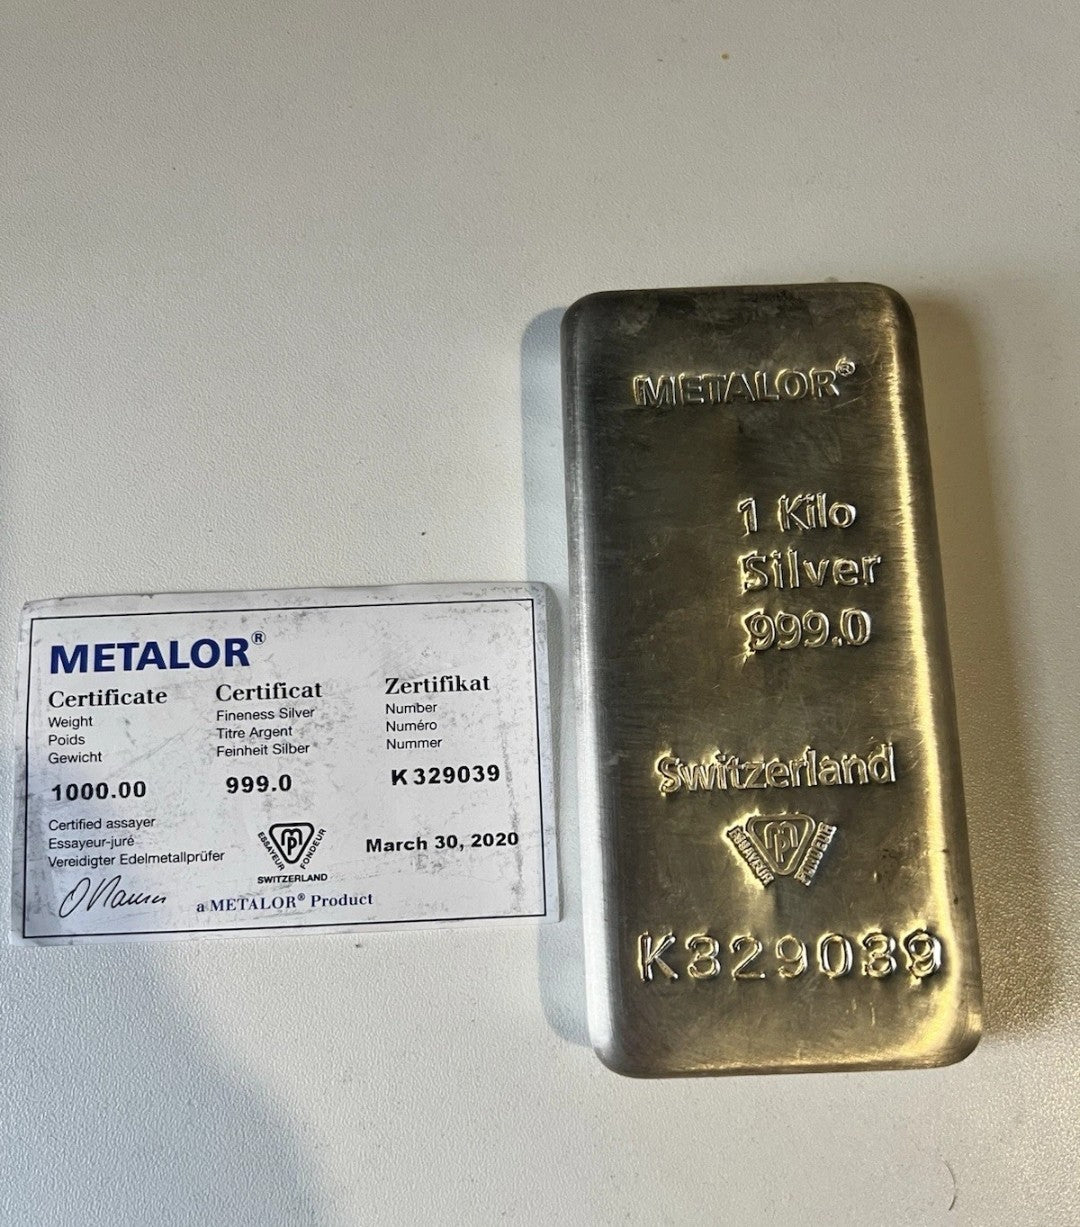 METALOR®
Certificate
Weight
Poids
Gewicht
1000.00
Certificat
Fineness Silver
Titre Argent
Feinheit Silber
999.0
Zertifikat
Number
Numéro
Nummer
K 329039
Certified assayer
Essayeur-juré
Vereidigter Edelmetallprüfer
ESSAYEUR
FONDEUR
SWITZERLAND
March 30, 2020
a METALOR® Product
METALOR®
1 Kilo
Silver
999.0
Switzerland
ESSAYEUR
FONDEUR
K329039